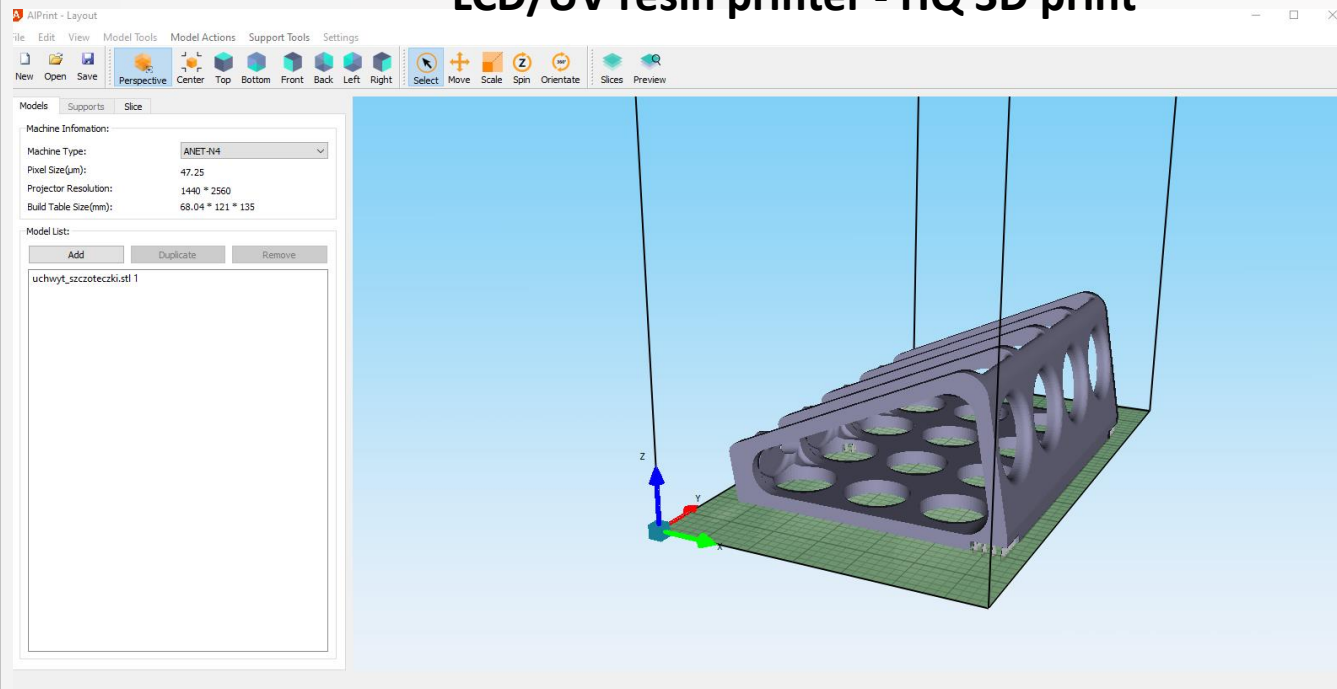 LCD/UV resin printer - HQ 3D print
AlPrint - Layout
File Edit View Model Tools Model Actions Support Tools Settings
New Open Save Perspective Center Top Bottom Front Back Left Right Select Move Scale Spin Orientate Slices Preview
Models Supports Slice
Machine Infomation:
Machine Type: ANET-N4
Pixel Size(μm): 47.25
Projector Resolution: 1440 * 2560
Build Table Size(mm): 68.04 * 121 * 135
Model List:
Add Duplicate Remove
uchwyt_szczoteczki.stl 1
Z
Y
X